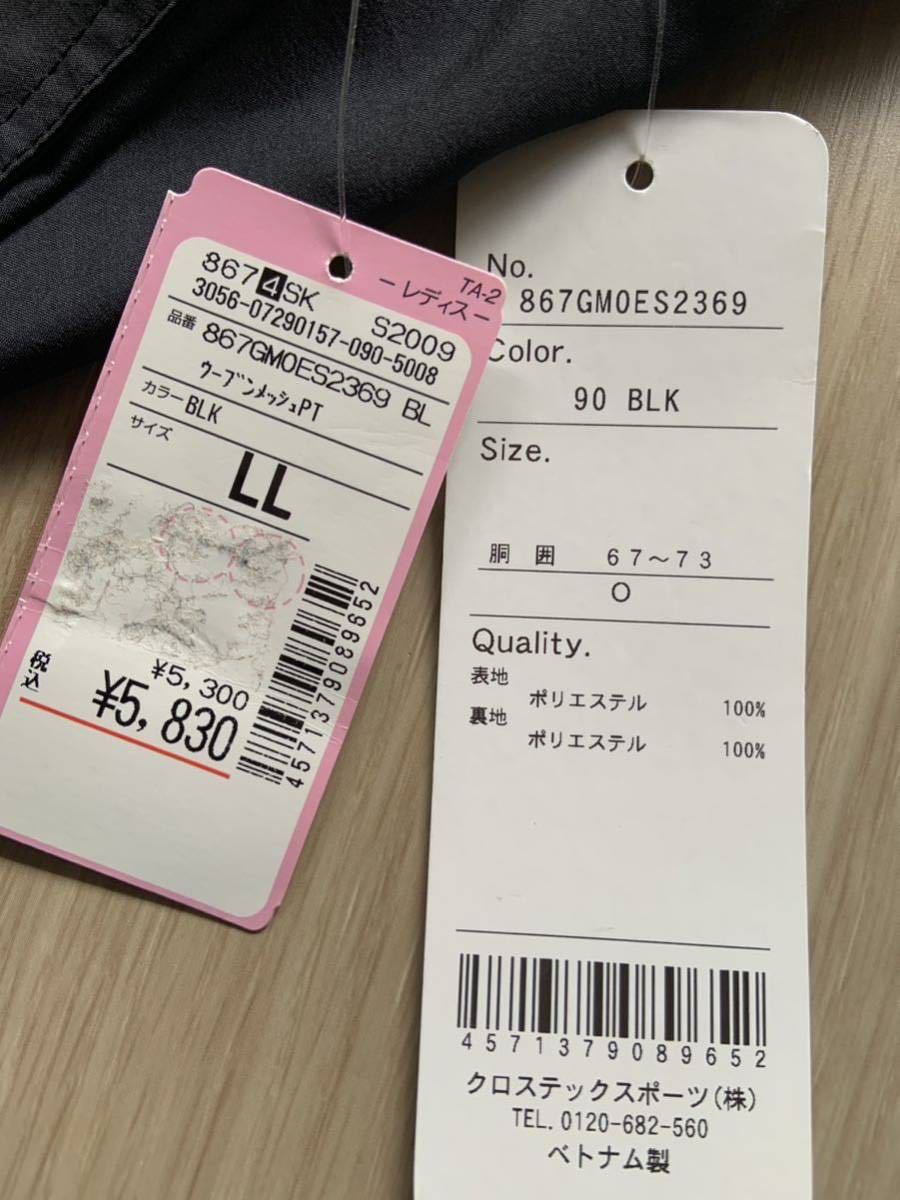 TA-2
ーレディスー
867 4 SK S2009
3056-07290157-090-5008
品番 867GM0ES2369 BL
ウーブンメッシュPT
カラー BLK
サイズ
LL
¥5,300
税込 ¥5,830
4571379089652
No.
867GM0ES2369
Color.
90 BLK
Size.
胴囲 67～73
O
Quality.
表地
ポリエステル 100%
裏地
ポリエステル 100%
4571379089652
クロステックスポーツ(株)
TEL.0120-682-560
ベトナム製